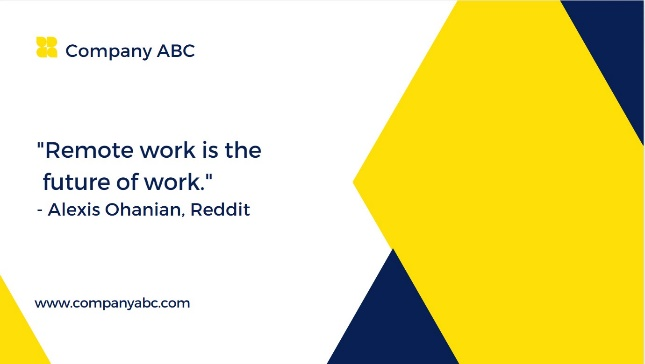 Company ABC
"Remote work is the
future of work."
- Alexis Ohanian, Reddit
www.companyabc.com